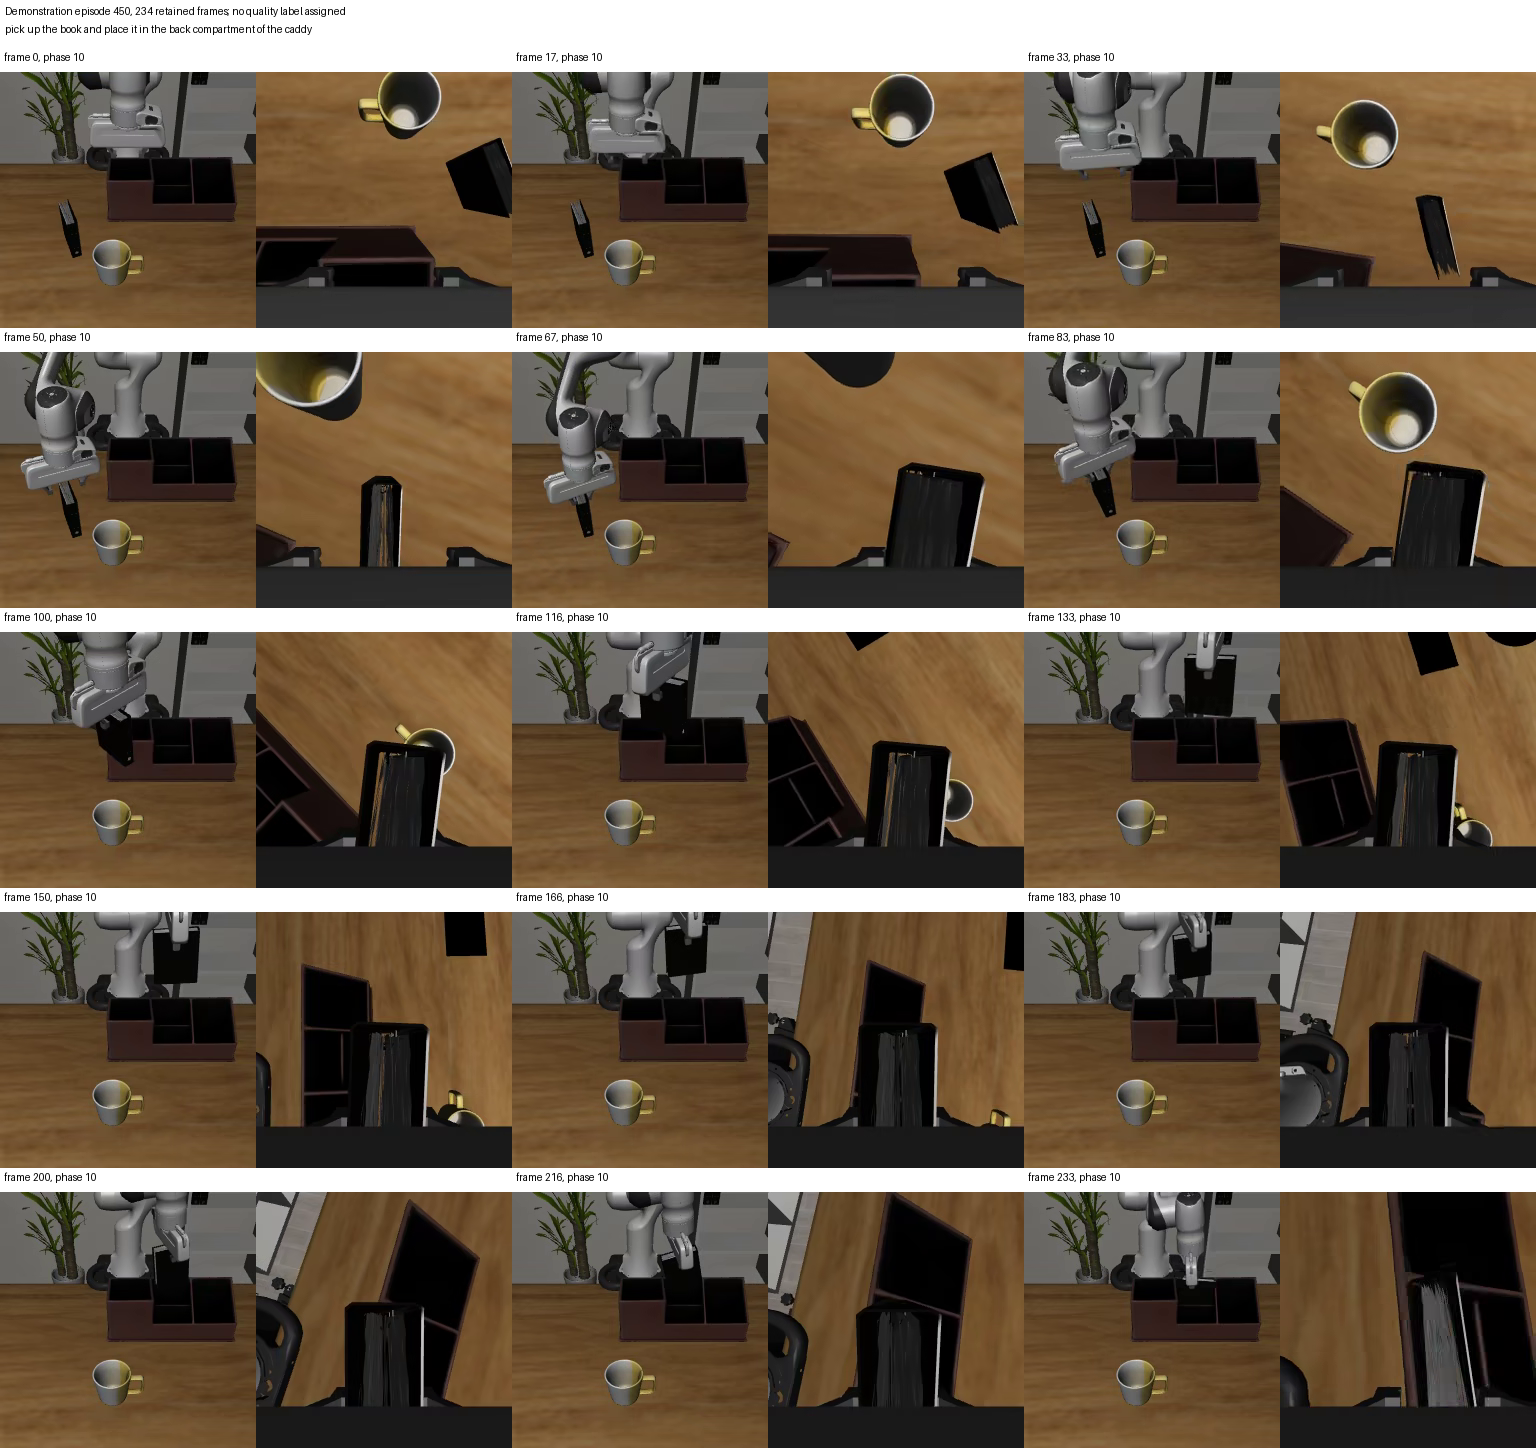 Demonstration episode 450, 234 retained frames; no quality label assigned
pick up the book and place it in the back compartment of the caddy
frame 0, phase 10
frame 17, phase 10
frame 33, phase 10
frame 50, phase 10
frame 67, phase 10
frame 83, phase 10
frame 100, phase 10
frame 116, phase 10
frame 133, phase 10
frame 150, phase 10
frame 166, phase 10
frame 183, phase 10
frame 200, phase 10
frame 216, phase 10
frame 233, phase 10